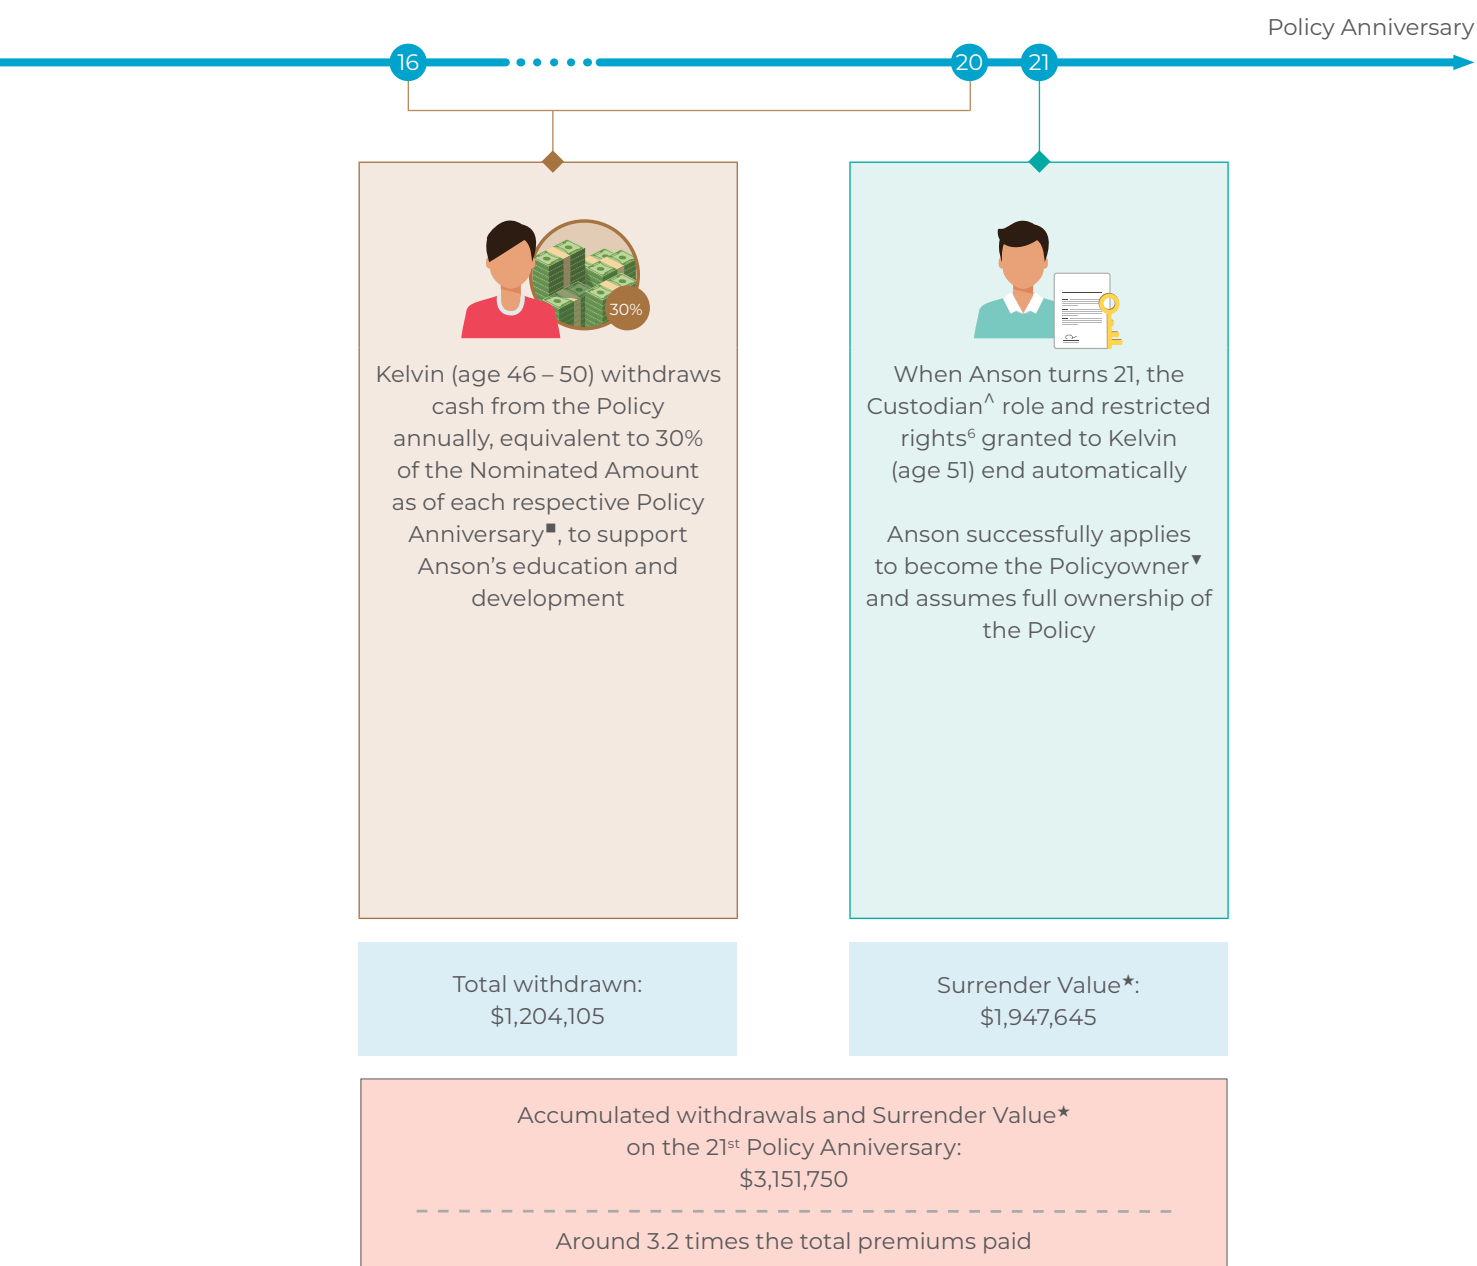 Policy Anniversary
16
20
21
30%
Kelvin (age 46 – 50) withdraws
cash from the Policy
annually, equivalent to 30%
of the Nominated Amount
as of each respective Policy
Anniversary■, to support
Anson’s education and
development
When Anson turns 21, the
Custodian^ role and restricted
rights⁶ granted to Kelvin
(age 51) end automatically
Anson successfully applies
to become the Policyowner▼
and assumes full ownership of
the Policy
Total withdrawn:
$1,204,105
Surrender Value★:
$1,947,645
Accumulated withdrawals and Surrender Value★
on the 21st Policy Anniversary:
$3,151,750
Around 3.2 times the total premiums paid